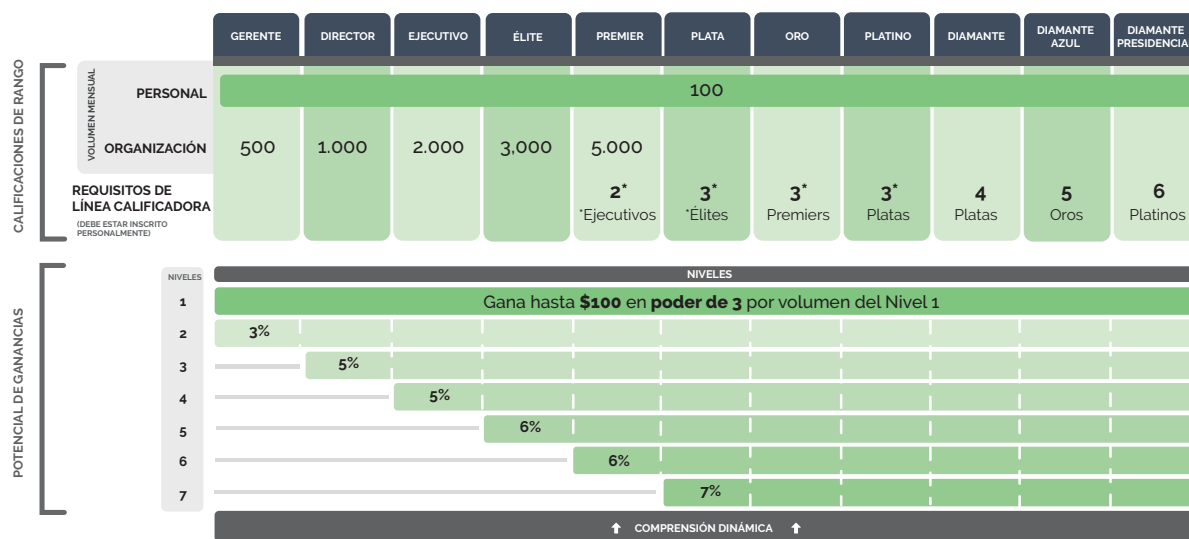 GERENTE DIRECTOR EJECUTIVO ÉLITE PREMIER PLATA ORO PLATINO DIAMANTE DIAMANTE AZUL DIAMANTE PRESIDENCIA
CALIFICACIONES DE RANGO
VOLUMEN MENSUAL
PERSONAL 100
ORGANIZACIÓN 500 1.000 2.000 3,000 5.000
REQUISITOS DE
LÍNEA CALIFICADORA
(DEBE ESTAR INSCRITO
PERSONALMENTE)
2* 3* 3* 3* 4 5 6
*Ejecutivos *Élites Premiers Platas Platas Oros Platinos
POTENCIAL DE GANANCIAS
NIVELES NIVELES
1 Gana hasta $100 en poder de 3 por volumen del Nivel 1
2 3%
3 5%
4 5%
5 6%
6 6%
7 7%
COMPRENSIÓN DINÁMICA